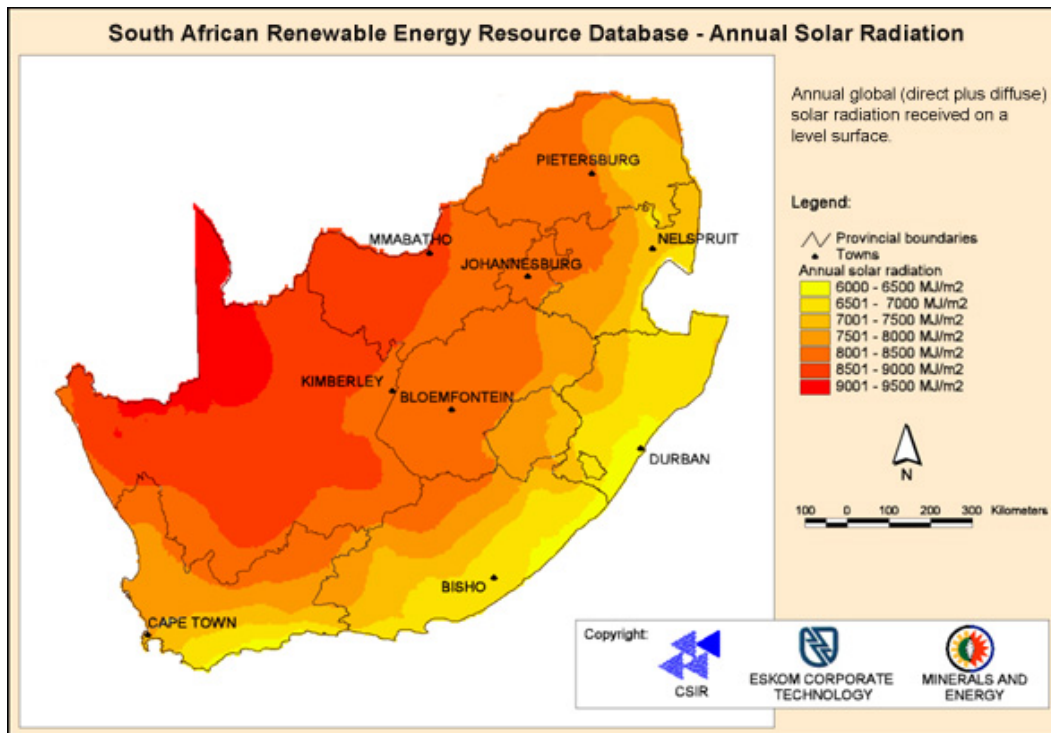 South African Renewable Energy Resource Database - Annual Solar Radiation
Annual global (direct plus diffuse)
solar radiation received on a
level surface.
PIETERSBURG
Legend:
MMABATHO
NELSPRUIT
Provincial boundaries
JOHANNESBURG
Towns
Annual solar radiation
6000 - 6500 MJ/m2
6501 - 7000 MJ/m2
7001 - 7500 MJ/m2
7501 - 8000 MJ/m2
8001 - 8500 MJ/m2
8501 - 9000 MJ/m2
9001 - 9500 MJ/m2
KIMBERLEY
BLOEMFONTEIN
DURBAN
N
100 0 100 200 300 Kilometers
BISHO
CAPE TOWN
Copyright:
CSIR
ESKOM CORPORATE
TECHNOLOGY
MINERALS AND
ENERGY